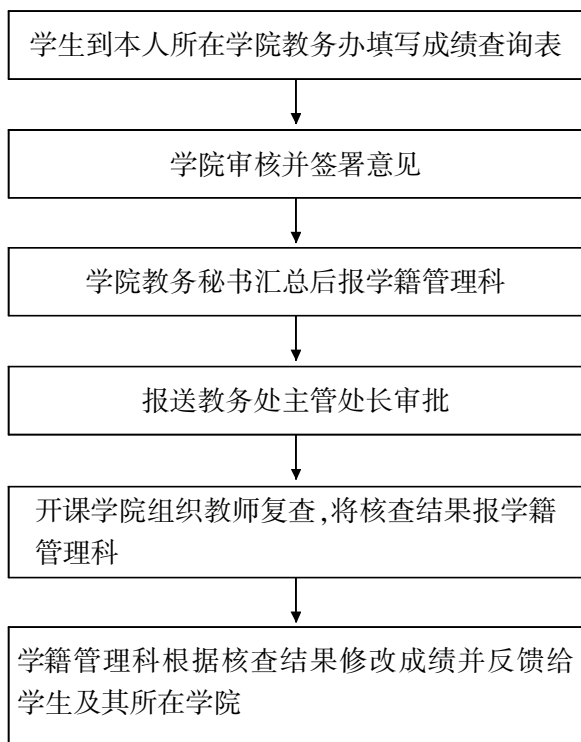 学生到本人所在学院教务办填写成绩查询表
学院审核并签署意见
学院教务秘书汇总后报学籍管理科
报送教务处主管处长审批
开课学院组织教师复查,将核查结果报学籍
管理科
学籍管理科根据核查结果修改成绩并反馈给
学生及其所在学院